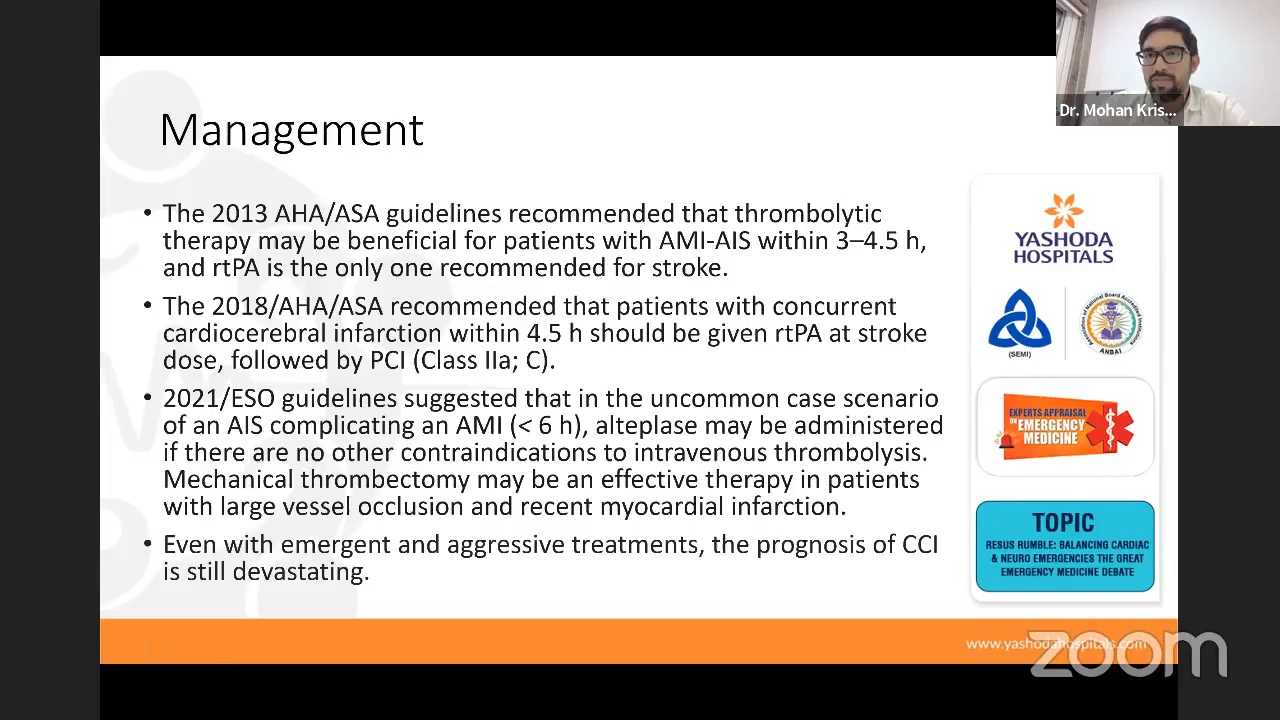 Dr. Mohan Kris...
Management
• The 2013 AHA/ASA guidelines recommended that thrombolytic
therapy may be beneficial for patients with AMI-AIS within 3–4.5 h,
and rtPA is the only one recommended for stroke.
• The 2018/AHA/ASA recommended that patients with concurrent
cardiocerebral infarction within 4.5 h should be given rtPA at stroke
dose, followed by PCI (Class IIa; C).
• 2021/ESO guidelines suggested that in the uncommon case scenario
of an AIS complicating an AMI (< 6 h), alteplase may be administered
if there are no other contraindications to intravenous thrombolysis.
Mechanical thrombectomy may be an effective therapy in patients
with large vessel occlusion and recent myocardial infarction.
• Even with emergent and aggressive treatments, the prognosis of CCI
is still devastating.
YASHODA
HOSPITALS
(SEMI)
Association of National Board Accredited Institutions
ANBAI
EXPERTS APPRAISAL
ON EMERGENCY
MEDICINE
TOPIC
RESUS RUMBLE: BALANCING CARDIAC
& NEURO EMERGENCIES THE GREAT
EMERGENCY MEDICINE DEBATE
www.yashodahospitals.com
zoom